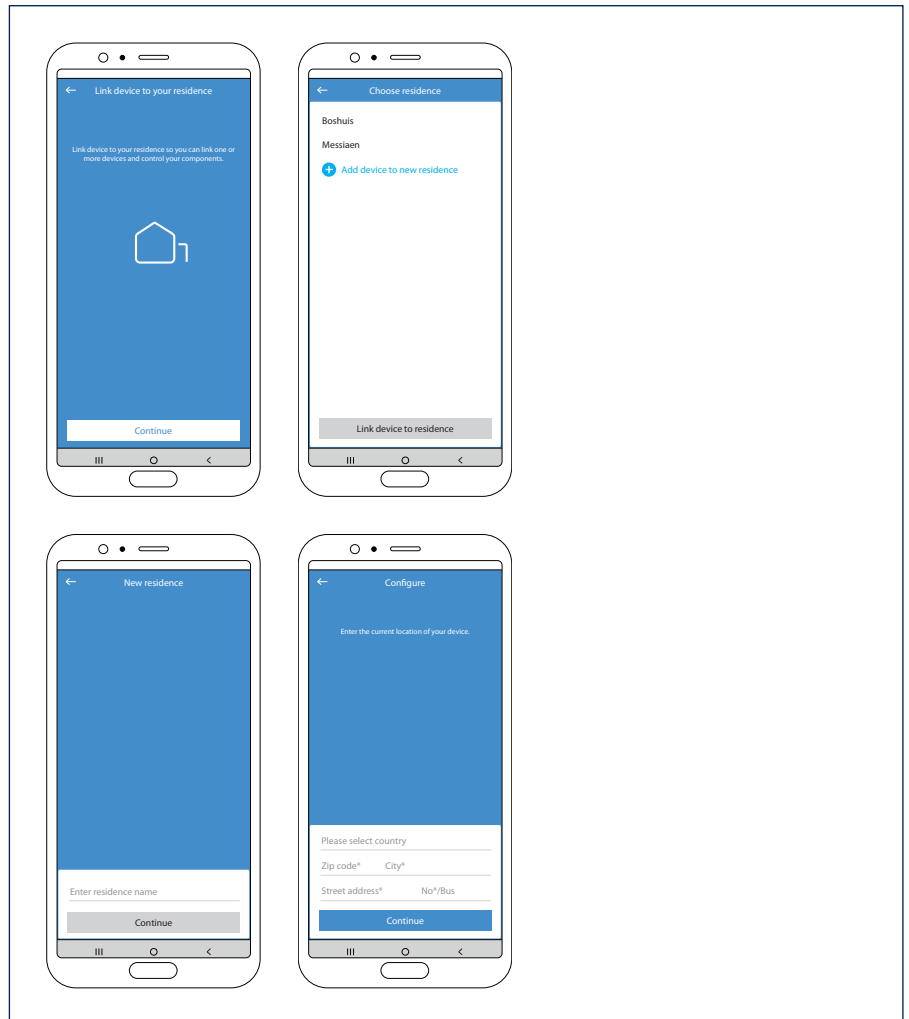 Link device to your residence
Link device to your residence so you can link one or
more devices and control your components.
Continue
Choose residence
Boshuis
Messiaen
Add device to new residence
Link device to residence
New residence
Enter residence name
Continue
Configure
Enter the current location of your device.
Please select country
Zip code* City*
Street address* No*/Bus
Continue